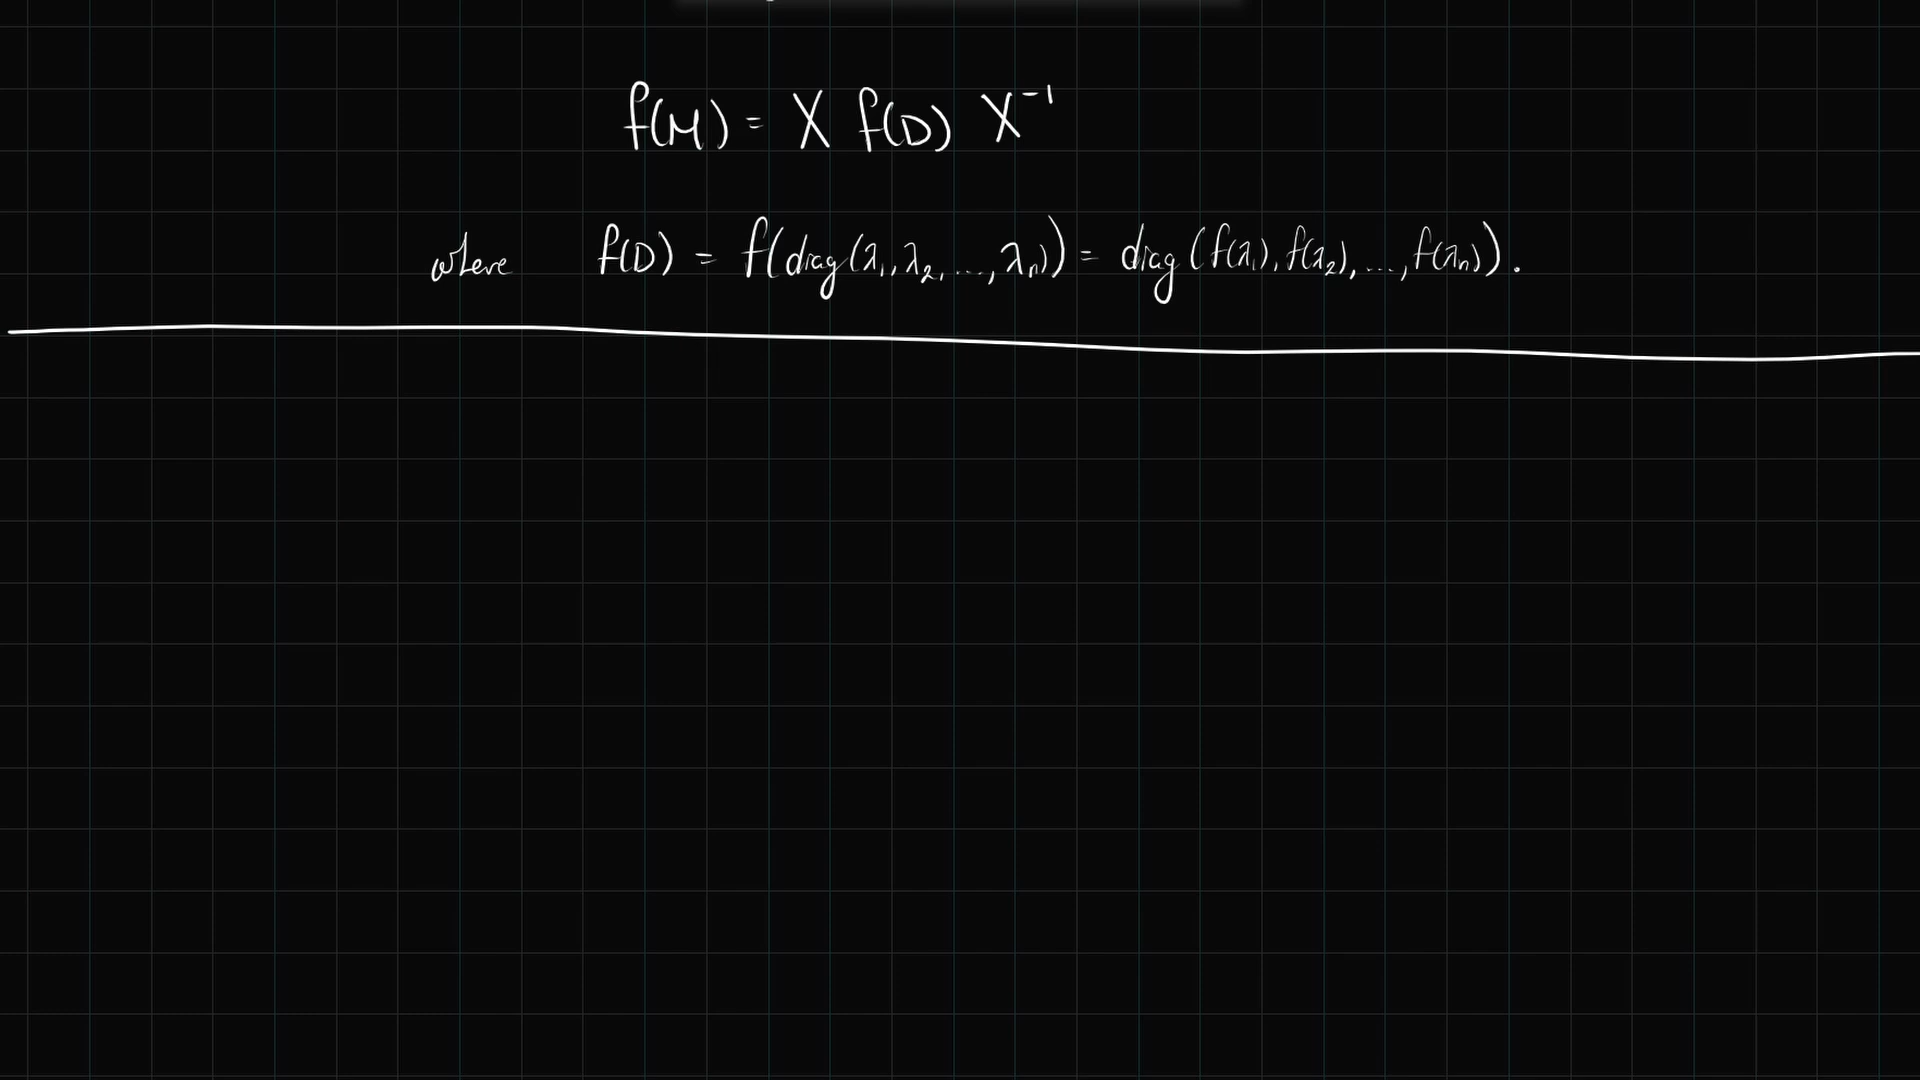 f(M) = X f(D) X⁻¹
where f(D) = f(diag(λ₁, λ₂, ..., λₙ)) = diag(f(λ₁), f(λ₂), ..., f(λₙ)).